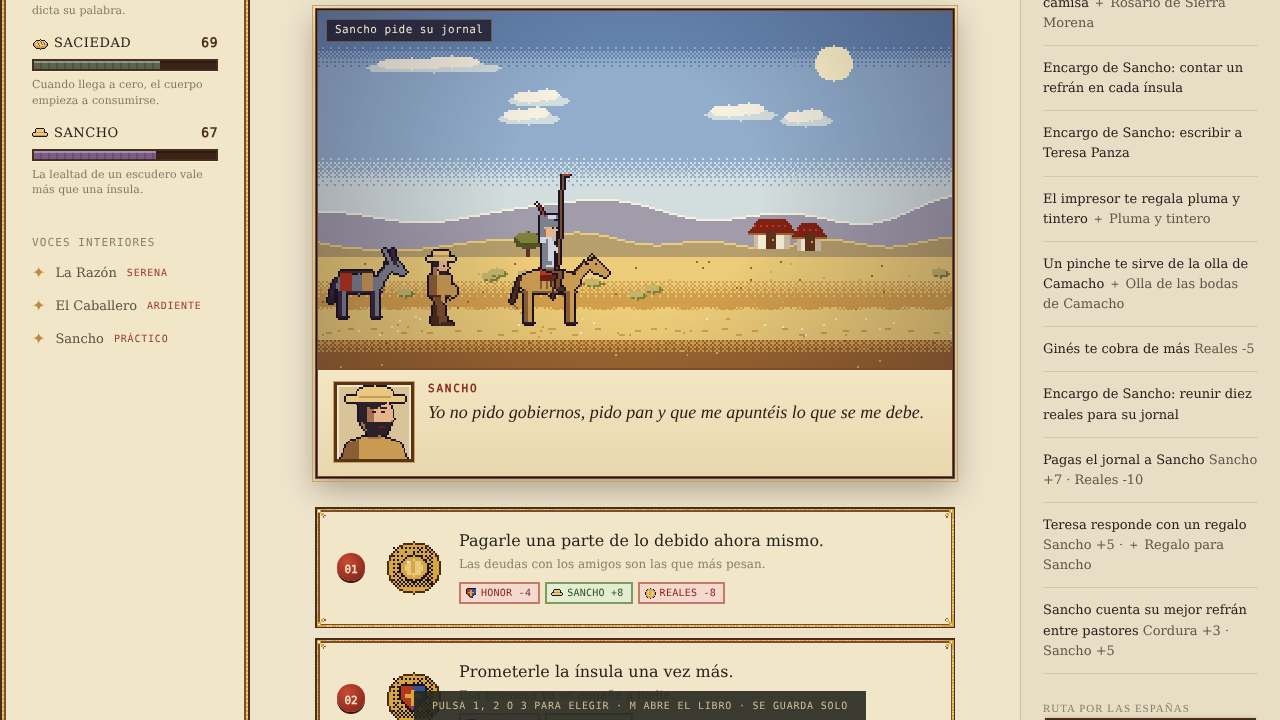 dicta su palabra.
SACIEDAD 69
Cuando llega a cero, el cuerpo
empieza a consumirse.
SANCHO 67
La lealtad de un escudero vale
más que una ínsula.
VOCES INTERIORES
La Razón SERENA
El Caballero ARDIENTE
Sancho PRÁCTICO
Sancho pide su jornal
SANCHO
Yo no pido gobiernos, pido pan y que me apuntéis lo que se me debe.
01
Pagarle una parte de lo debido ahora mismo.
Las deudas con los amigos son las que más pesan.
HONOR -4 SANCHO +8 REALES -8
02
Prometerle la ínsula una vez más.
PULSA 1, 2 O 3 PARA ELEGIR · M ABRE EL LIBRO · SE GUARDA SOLO
camisa + Rosario de Sierra
Morena
Encargo de Sancho: contar un
refrán en cada ínsula
Encargo de Sancho: escribir a
Teresa Panza
El impresor te regala pluma y
tintero + Pluma y tintero
Un pinche te sirve de la olla de
Camacho + Olla de las bodas
de Camacho
Ginés te cobra de más Reales -5
Encargo de Sancho: reunir diez
reales para su jornal
Pagas el jornal a Sancho Sancho
+7 · Reales -10
Teresa responde con un regalo
Sancho +5 · + Regalo para
Sancho
Sancho cuenta su mejor refrán
entre pastores Cordura +3 ·
Sancho +5
RUTA POR LAS ESPAÑAS